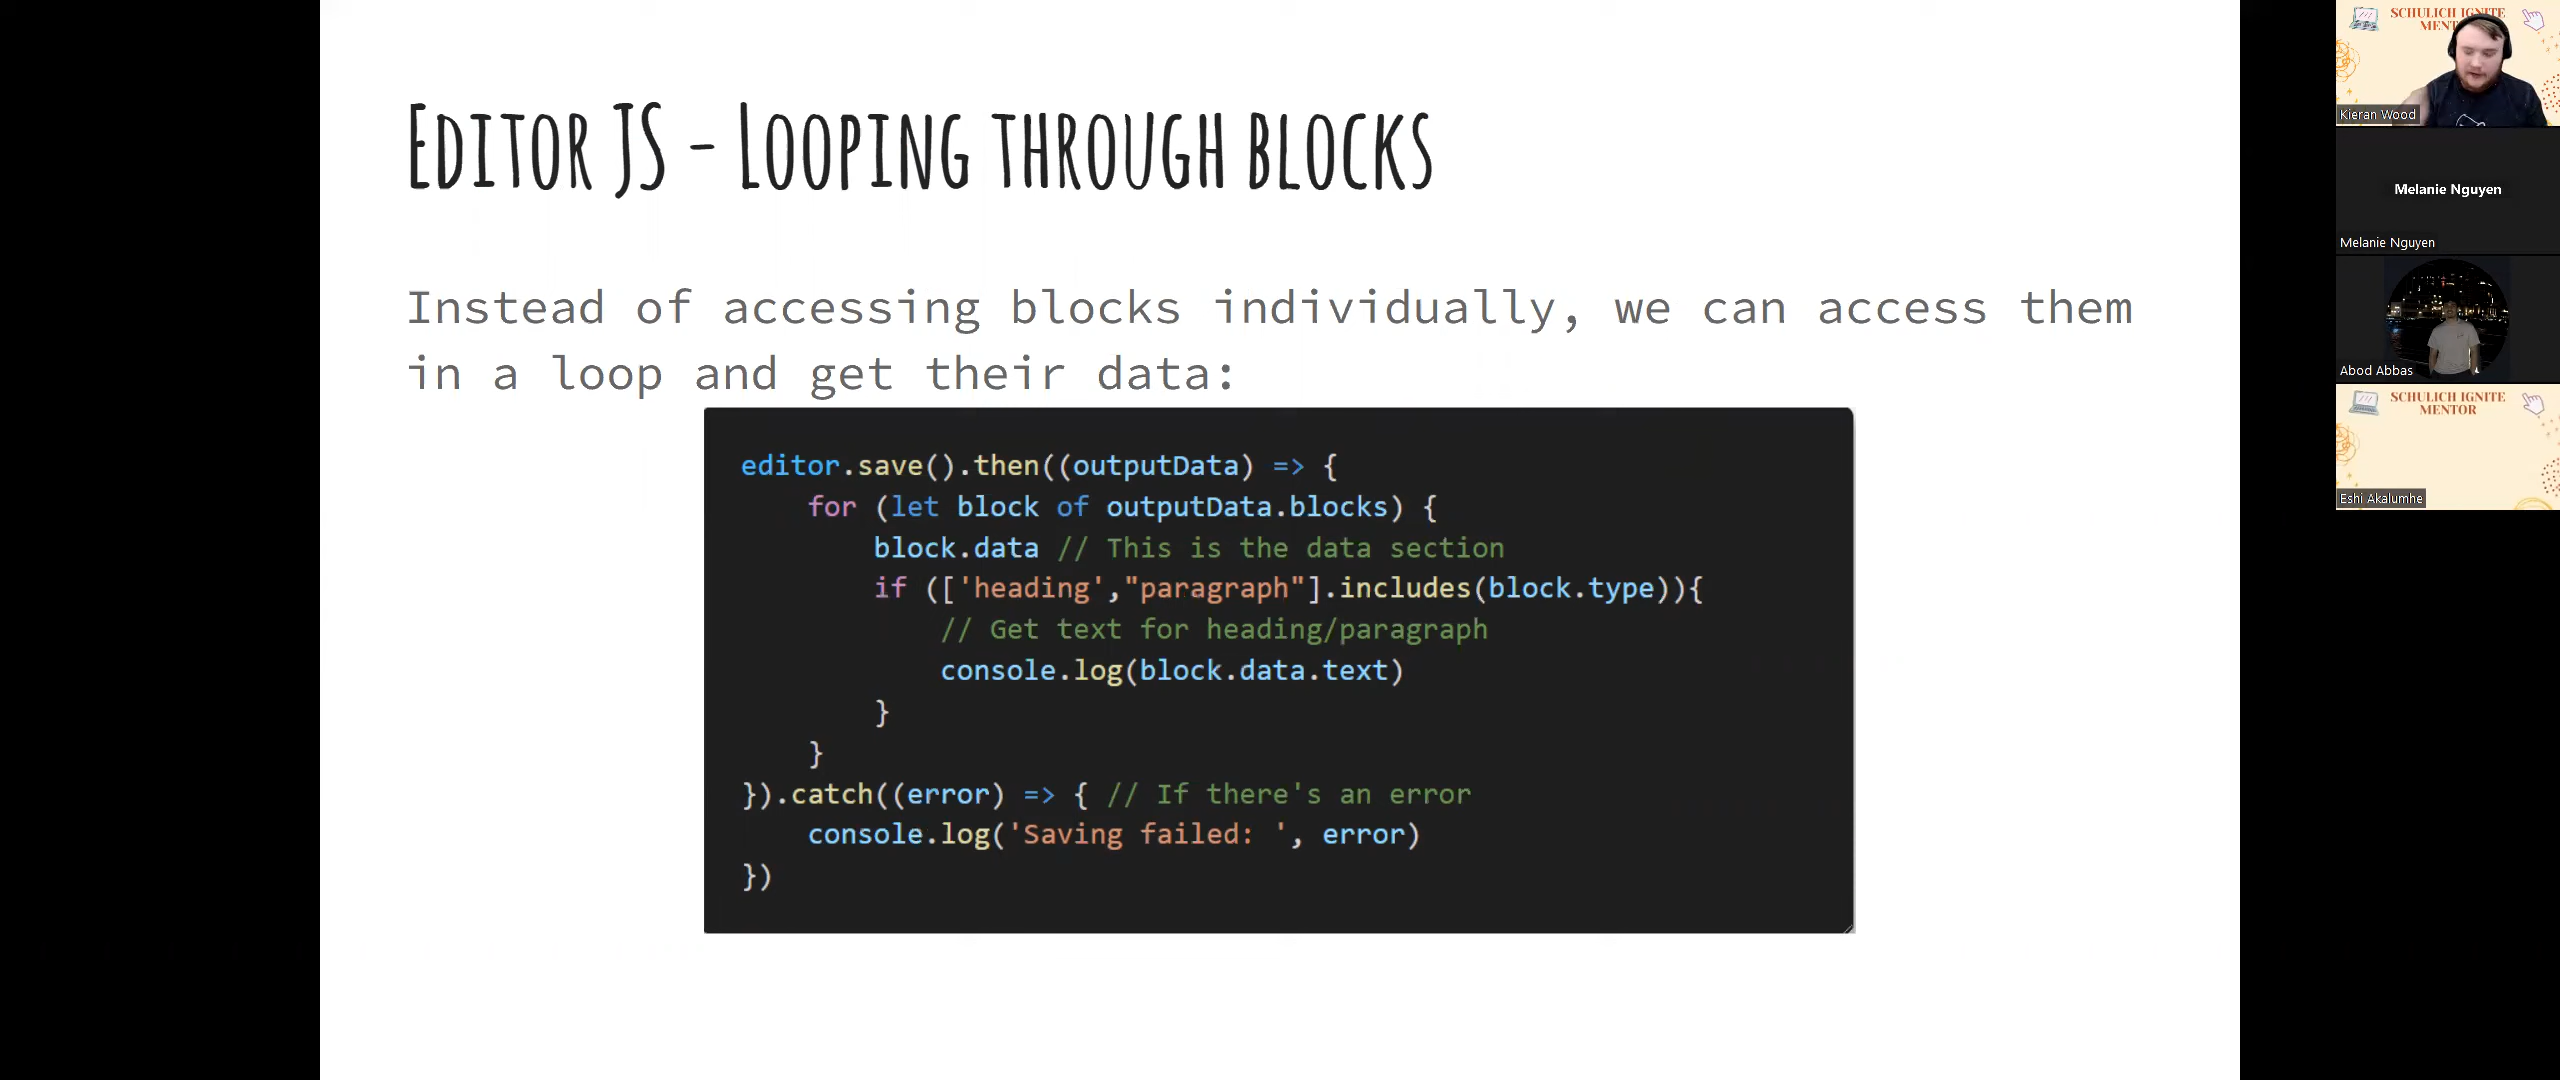 Editor JS - Looping through blocks
Instead of accessing blocks individually, we can access them
in a loop and get their data:
editor.save().then((outputData) => {
    for (let block of outputData.blocks) {
        block.data // This is the data section
        if (['heading',"paragraph"].includes(block.type)){
            // Get text for heading/paragraph
            console.log(block.data.text)
        }
    }
}).catch((error) => { // If there's an error
    console.log('Saving failed: ', error)
})
SCHULICH IGNITE
Kieran Wood
Melanie Nguyen
Melanie Nguyen
Abod Abbas
SCHULICH IGNITE
MENTOR
Eshi Akalumhe